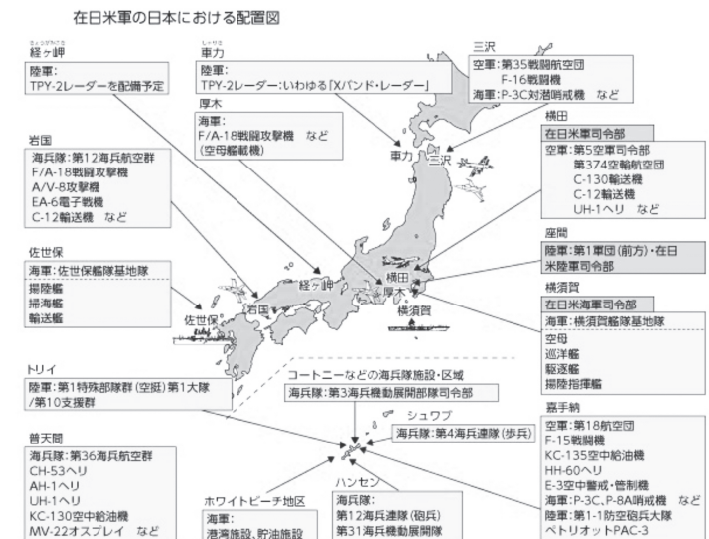 在日米軍の日本における配置図
きょうがみさき
経ヶ岬
陸軍：
TPY-2レーダーを配備予定
しゃりき
車力
陸軍：
TPY-2レーダー：いわゆる「Xバンド・レーダー」
厚木
海軍：
F/A-18戦闘攻撃機　など
（空母艦載機）
三沢
空軍：第35戦闘航空団
F-16戦闘機
海軍：P-3C対潜哨戒機　など
横田
在日米軍司令部
空軍：第5空軍司令部
第374空輸航空団
C-130輸送機
C-12輸送機
UH-1ヘリ　など
岩国
海兵隊：第12海兵航空群
F/A-18戦闘攻撃機
A/V-8攻撃機
EA-6電子戦機
C-12輸送機　など
座間
陸軍：第1軍団（前方）・在日
米陸軍司令部
佐世保
海軍：佐世保艦隊基地隊
揚陸艦
掃海艦
輸送艦
横須賀
在日米海軍司令部
海軍：横須賀艦隊基地隊
空母
巡洋艦
駆逐艦
揚陸指揮艦
車力
三沢
経ヶ岬
横田
厚木
横須賀
岩国
佐世保
トリイ
陸軍：第1特殊部隊群（空挺）第1大隊
/第10支援群
コートニーなどの海兵隊施設・区域
海兵隊：第3海兵機動展開部隊司令部
シュワブ
海兵隊：第4海兵連隊（歩兵）
嘉手納
空軍：第18航空団
F-15戦闘機
KC-135空中給油機
HH-60ヘリ
E-3空中警戒・管制機
海軍：P-3C、P-8A哨戒機　など
陸軍：第1-1防空砲兵大隊
ペトリオットPAC-3
普天間
海兵隊：第36海兵航空群
CH-53ヘリ
AH-1ヘリ
UH-1ヘリ
KC-130空中給油機
MV-22オスプレイ　など
ホワイトビーチ地区
海軍：
港湾施設、貯油施設
ハンセン
海兵隊：
第12海兵連隊（砲兵）
第31海兵機動展開隊